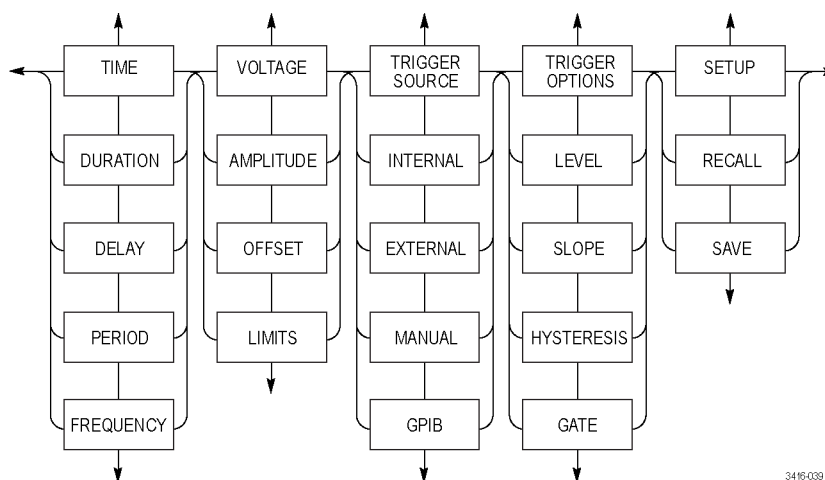 TIME
VOLTAGE
TRIGGER
SOURCE
TRIGGER
OPTIONS
SETUP
DURATION
AMPLITUDE
INTERNAL
LEVEL
RECALL
DELAY
OFFSET
EXTERNAL
SLOPE
SAVE
PERIOD
LIMITS
MANUAL
HYSTERESIS
FREQUENCY
GPIB
GATE
3416-039